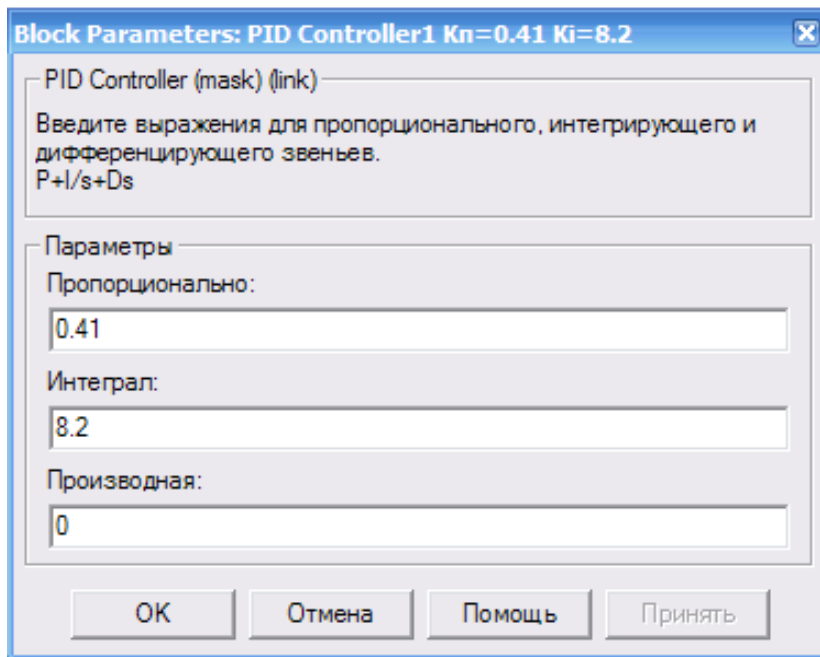 Block Parameters: PID Controller1 Кп=0.41 Ki=8.2
PID Controller (mask) (link)
Введите выражения для пропорционального, интегрирующего и
дифференцирующего звеньев.
P+I/s+Ds
Параметры
Пропорционально:
0.41
Интеграл:
8.2
Производная:
0
OK
Отмена
Помощь
Принять